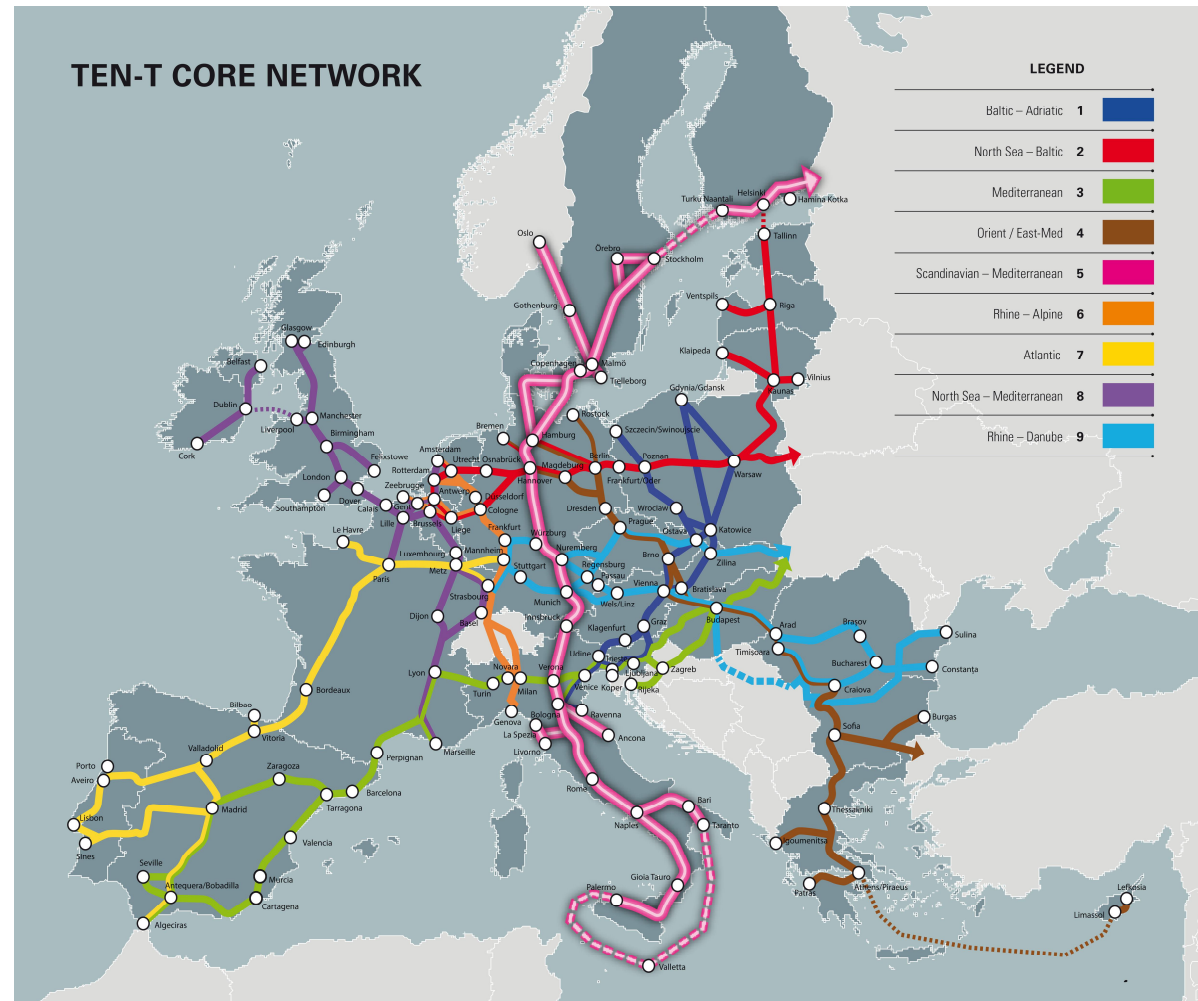 TEN-T CORE NETWORK
LEGEND
Baltic – Adriatic 1
North Sea – Baltic 2
Mediterranean 3
Orient / East-Med 4
Scandinavian – Mediterranean 5
Rhine – Alpine 6
Atlantic 7
North Sea – Mediterranean 8
Rhine – Danube 9
Helsinki
Turku Naantali
Hamina Kotka
Oslo
Örebro
Stockholm
Tallinn
Ventspils
Riga
Gothenburg
Glasgow
Edinburgh
Klaipeda
Belfast
Copenhagen
Malmö
Trelleborg
Kaunas
Vilnius
Gdynia/Gdansk
Dublin
Liverpool
Manchester
Rostock
Bremen
Szczecin/Swinoujscie
Birmingham
Hamburg
Cork
Felixstowe
Amsterdam
Utrecht
Osnabrück
Berlin
Poznen
Rotterdam
Hannover
Magdeburg
Frankfurt/Oder
Warsaw
London
Zeebrugge
Southampton
Dover
Calais
Gent
Antwerp
Düsseldorf
Cologne
Dresden
Wroclaw
Lille
Brussels
Liège
Frankfurt
Prague
Ostava
Katowice
Le Havre
Würzburg
Luxembourg
Mannheim
Nuremberg
Brno
Zilina
Paris
Metz
Stuttgart
Regensburg
Passau
Vienna
Strasbourg
Munich
Wels/Linz
Bratislava
Dijon
Basel
Innsbruck
Klagenfurt
Graz
Budapest
Arad
Braşov
Sulina
Timişoara
Lyon
Novara
Verona
Udine
Trieste
Ljubljana
Zagreb
Bucharest
Constanţa
Turin
Milan
Venice
Koper
Rijeka
Craiova
Bordeaux
Genova
Bologna
Ravenna
Bilbao
La Spezia
Ancona
Sofia
Burgas
Vitoria
Marseille
Livorno
Valladolid
Perpignan
Porto
Zaragoza
Aveiro
Barcelona
Rome
Madrid
Tarragona
Naples
Bari
Thessaliniki
Lisbon
Taranto
Sines
Valencia
Igoumenitsa
Seville
Murcia
Gioia Tauro
Antequera/Bobadilla
Palermo
Patras
Athens/Piraeus
Lefkosia
Cartagena
Limassol
Algeciras
Valletta